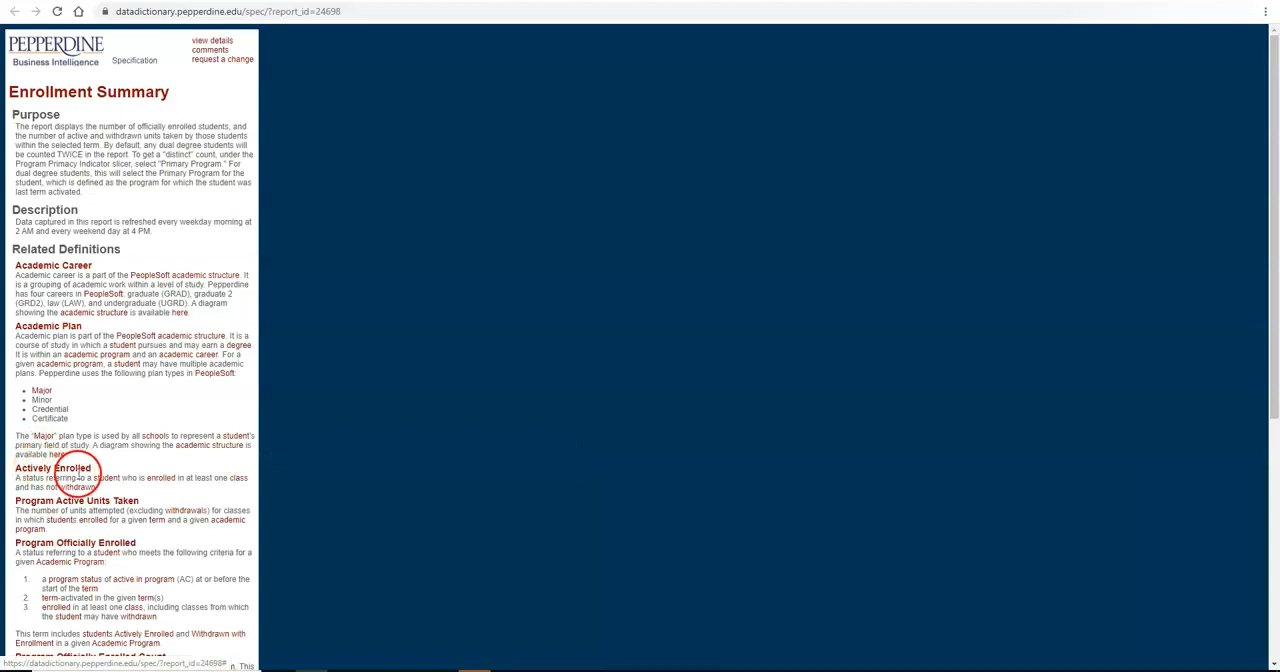 datadictionary.pepperdine.edu/spec/?report_id=24698
PEPPERDINE
Business Intelligence
Specification
view details
comments
request a change
Enrollment Summary
Purpose
The report displays the number of officially enrolled students, and
the number of active and withdrawn units taken by those students
within the selected term. By default, any dual degree students will
be counted TWICE in the report. To get a "distinct" count, under the
Program Primacy Indicator slicer, select "Primary Program." For
dual degree students, this will select the Primary Program for the
student, which is defined as the program for which the student was
last term activated.
Description
Data captured in this report is refreshed every weekday morning at
2 AM and every weekend day at 4 PM.
Related Definitions
Academic Career
Academic career is a part of the PeopleSoft academic structure. It
is a grouping of academic work within a level of study. Pepperdine
has four careers in PeopleSoft: graduate (GRAD), graduate 2
(GRD2), law (LAW), and undergraduate (UGRD). A diagram
showing the academic structure is available here.
Academic Plan
Academic plan is part of the PeopleSoft academic structure. It is a
course of study in which a student pursues and may earn a degree
It is within an academic program and an academic career. For a
given academic program, a student may have multiple academic
plans. Pepperdine uses the following plan types in PeopleSoft:
• Major
• Minor
• Credential
• Certificate
The "Major" plan type is used by all schools to represent a student's
primary field of study. A diagram showing the academic structure is
available here
Actively Enrolled
A status referring to a student who is enrolled in at least one class
and has not withdrawn
Program Active Units Taken
The number of units attempted (excluding withdrawals) for classes
in which students enrolled for a given term and a given academic
program.
Program Officially Enrolled
A status referring to a student who meets the following criteria for a
given Academic Program:
1. a program status of active in program (AC) at or before the
start of the term
2. term-activated in the given term(s)
3. enrolled in at least one class, including classes from which
the student may have withdrawn
This term includes students Actively Enrolled and Withdrawn with
Enrollment in a given Academic Program.
Program Officially Enrolled Count
https://datadictionary.pepperdine.edu/spec/?report_id=24698#
n. This